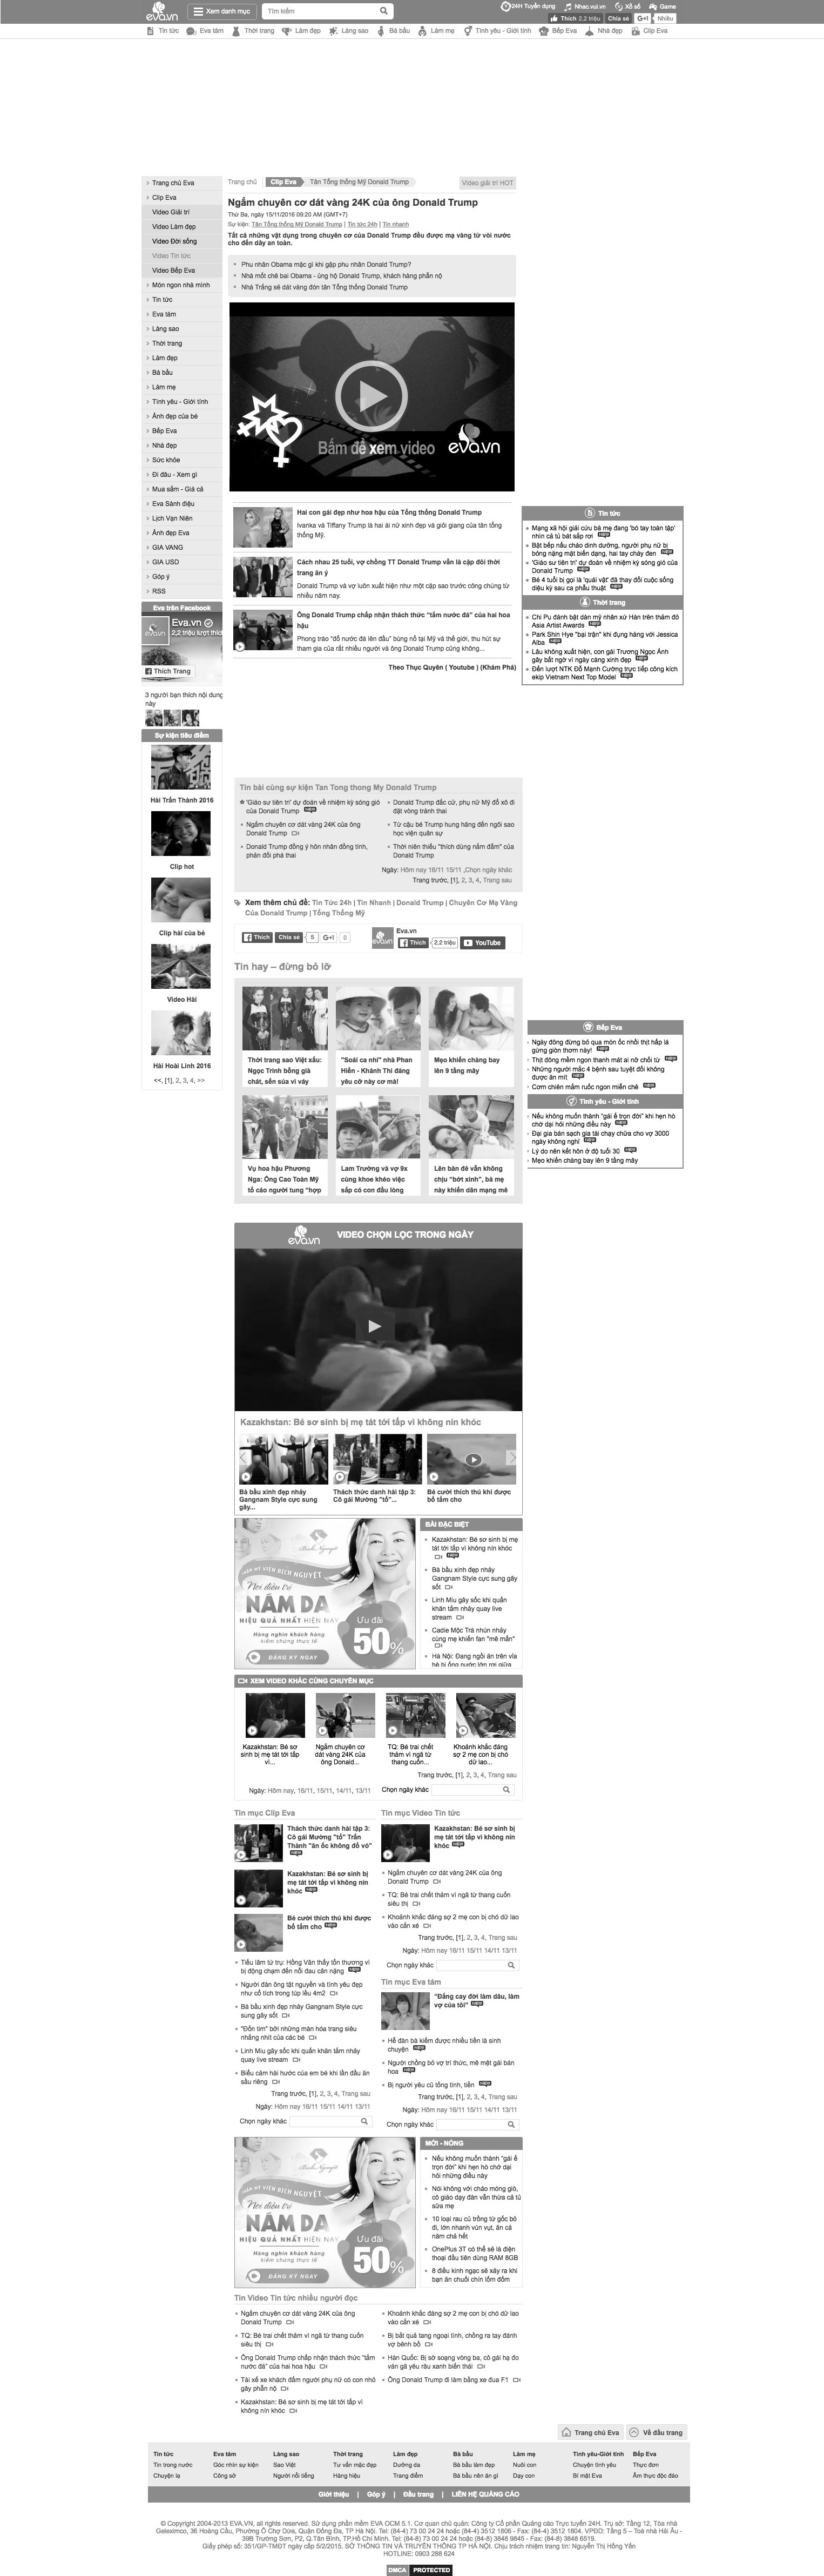 eva.vn
Xem danh mục
Tìm kiếm
24H Tuyển dụng
Nhac.vui.vn
Xổ số
Game
Thích 2,2 triệu
Chia sẻ
G+1
Nhiều
Tin tức
Eva tám
Thời trang
Làm đẹp
Làng sao
Bà bầu
Làm mẹ
Tình yêu - Giới tính
Bếp Eva
Nhà đẹp
Clip Eva
Trang chủ Eva
Clip Eva
Video Giải trí
Video Làm đẹp
Video Đời sống
Video Tin tức
Video Bếp Eva
Món ngon nhà mình
Tin tức
Eva tám
Làng sao
Thời trang
Làm đẹp
Bà bầu
Làm mẹ
Tình yêu - Giới tính
Ảnh đẹp của bé
Bếp Eva
Nhà đẹp
Sức khỏe
Đi đâu - Xem gì
Mua sắm - Giá cả
Eva Sành điệu
Lịch Vạn Niên
Ảnh đẹp Eva
GIA VANG
GIA USD
Góp ý
RSS
Eva trên Facebook
Eva.vn
2,2 triệu lượt thích
Thích Trang
3 người bạn thích nội dung
này
Sự kiện tiêu điểm
Hài Trấn Thành 2016
Clip hot
Clip hài của bé
Video Hài
Hài Hoài Linh 2016
<<, [1], 2, 3, 4, >>
Trang chủ
Clip Eva
Tân Tổng thống Mỹ Donald Trump
Video giải trí HOT
Ngắm chuyên cơ dát vàng 24K của ông Donald Trump
Thứ Ba, ngày 15/11/2016 09:20 AM (GMT+7)
Sự kiện: Tân Tổng thống Mỹ Donald Trump | Tin tức 24h | Tin nhanh
Tất cả những vật dụng trong chuyên cơ của Donald Trump đều được mạ vàng từ vòi nước
cho đến dây an toàn.
Phu nhân Obama mặc gì khi gặp phu nhân Donald Trump?
Nhà mốt chê bai Obama - ủng hộ Donald Trump, khách hàng phẫn nộ
Nhà Trắng sẽ dát vàng đón tân Tổng thống Donald Trump
Bấm để xem video
eva.vn
Hai con gái đẹp như hoa hậu của Tổng thống Donald Trump
Ivanka và Tiffany Trump là hai ái nữ xinh đẹp và giỏi giang của tân tổng
thống Mỹ.
Cách nhau 25 tuổi, vợ chồng TT Donald Trump vẫn là cặp đôi thời
trang ăn ý
Donald Trump và vợ luôn xuất hiện như một cặp sao trước công chúng từ
nhiều năm nay.
Ông Donald Trump chấp nhận thách thức "tắm nước đá" của hai hoa
hậu
Phong trào "đổ nước đá lên đầu" bùng nổ tại Mỹ và thế giới, thu hút sự
tham gia của rất nhiều người và ông Donald Trump cũng không...
Theo Thục Quyên ( Youtube ) (Khám Phá)
Tin tức
Mạng xã hội giải cứu bà mẹ đang 'bó tay toàn tập'
nhìn cả tủ bát sắp rơi NEW
Bật bếp nấu cháo dinh dưỡng, người phụ nữ bị
bỏng nặng mặt biến dạng, hai tay cháy đen NEW
'Giáo sư tiên tri' dự đoán về nhiệm kỳ sóng gió của
Donald Trump NEW
Bé 4 tuổi bị gọi là 'quái vật' đã thay đổi cuộc sống
diệu kỳ sau ca phẫu thuật NEW
Thời trang
Chi Pu đánh bật dàn mỹ nhân xứ Hàn trên thảm đỏ
Asia Artist Awards NEW
Park Shin Hye "bại trận" khi đụng hàng với Jessica
Alba NEW
Lâu không xuất hiện, con gái Trương Ngọc Ánh
gây bất ngờ vì ngày càng xinh đẹp NEW
Đến lượt NTK Đỗ Mạnh Cường trực tiếp công kích
ekip Vietnam Next Top Model NEW
Tin bài cùng sự kiện Tan Tong thong My Donald Trump
'Giáo sư tiên tri' dự đoán về nhiệm kỳ sóng gió
của Donald Trump NEW
Ngắm chuyên cơ dát vàng 24K của ông
Donald Trump
Donald Trump đồng ý hôn nhân đồng tính,
phản đối phá thai
Donald Trump đắc cử, phụ nữ Mỹ đổ xô đi
đặt vòng tránh thai
Từ cậu bé Trump hung hăng đến ngôi sao
học viện quân sự
Thời niên thiếu "thích dùng nắm đấm" của
Donald Trump
Ngày: Hôm nay 16/11 15/11 ,Chọn ngày khác
Trang trước, [1], 2, 3, 4, Trang sau
Xem thêm chủ đề: Tin Tức 24h | Tin Nhanh | Donald Trump | Chuyên Cơ Mạ Vàng
Của Donald Trump | Tổng Thống Mỹ
Thích
Chia sẻ
5
G+1
0
Eva.vn
Thích
2,2 triệu
YouTube
Tin hay – đừng bỏ lỡ
Thời trang sao Việt xấu:
Ngọc Trinh bỗng già
chát, sến súa vì váy
"Soái ca nhí" nhà Phan
Hiển - Khánh Thi đáng
yêu cỡ này cơ mà!
Mẹo khiến chàng bay
lên 9 tầng mây
Vụ hoa hậu Phương
Nga: Ông Cao Toàn Mỹ
tố cáo người tung "hợp
Lam Trường và vợ 9x
cùng khoe khéo việc
sắp có con đầu lòng
Lên bàn đẻ vẫn không
chịu "bớt xinh", bà mẹ
này khiến dân mạng mê
Bếp Eva
Ngày đông đừng bỏ qua món ốc nhồi thịt hấp lá
gừng giòn thơm này! NEW
Thịt đông mềm ngon thanh mát ai nỡ chối từ NEW
Những người mắc 4 bệnh sau tuyệt đối không
được ăn mít NEW
Cơm chiên mắm ruốc ngon miễn chê NEW
Tình yêu - Giới tính
Nếu không muốn thành "gái ế trọn đời" khi hẹn hò
chớ dại hỏi những điều này NEW
Đại gia bán sạch gia tài chạy chữa cho vợ 3000
ngày không nghỉ NEW
Lý do nên kết hôn ở độ tuổi 30 NEW
Mẹo khiến chàng bay lên 9 tầng mây
eva.vn
VIDEO CHỌN LỌC TRONG NGÀY
Kazakhstan: Bé sơ sinh bị mẹ tát tới tấp vì không nín khóc
Bà bầu xinh đẹp nhảy
Gangnam Style cực sung
gây...
Thách thức danh hài tập 3:
Cô gái Mường "tố"...
Bé cười thích thú khi được
bố tắm cho
Bích Nguyệt
THẨM MỸ VIỆN BÍCH NGUYỆT
Nơi điều trị
NÁM DA
HIỆU QUẢ NHẤT HIỆN NAY
Ưu đãi
50%
ĐĂNG KÝ NGAY
BÀI ĐẶC BIỆT
Kazakhstan: Bé sơ sinh bị mẹ
tát tới tấp vì không nín khóc
NEW
Bà bầu xinh đẹp nhảy
Gangnam Style cực sung gây
sốt
Linh Miu gây sốc khi quấn
khăn tắm nhảy quay live
stream
Cadie Mộc Trà nhún nhảy
cùng mẹ khiến fan "mê mẩn"
Hà Nội: Đang ngồi ăn trên vỉa
hè bị ống nước lớn rơi giữa
XEM VIDEO KHÁC CÙNG CHUYÊN MỤC
Kazakhstan: Bé sơ
sinh bị mẹ tát tới tấp
vì...
Ngắm chuyên cơ
dát vàng 24K của
ông Donald...
TQ: Bé trai chết
thảm vì ngã từ
thang cuốn...
Khoảnh khắc đáng
sợ 2 mẹ con bị chó
dữ lao...
Trang trước, [1], 2, 3, 4, Trang sau
Ngày: Hôm nay, 16/11, 15/11, 14/11, 13/11
Chọn ngày khác
Tin mục Clip Eva
Thách thức danh hài tập 3:
Cô gái Mường "tố" Trấn
Thành "ăn ốc không đổ vỏ"
NEW
Kazakhstan: Bé sơ sinh bị
mẹ tát tới tấp vì không nín
khóc NEW
Bé cười thích thú khi được
bố tắm cho NEW
Tiếu lâm tứ trụ: Hồng Vân thấy tổn thương vì
bị động chạm đến nỗi đau cân nặng NEW
Người đàn ông tật nguyền và tình yêu đẹp
như cổ tích trong túp lều 4m2
Bà bầu xinh đẹp nhảy Gangnam Style cực
sung gây sốt
"Đốn tim" bởi những màn hóa trang siêu
nhắng nhít của các bé
Linh Miu gây sốc khi quấn khăn tắm nhảy
quay live stream
Biểu cảm hài hước của em bé khi lần đầu ăn
sầu riêng
Trang trước, [1], 2, 3, 4, Trang sau
Ngày: Hôm nay 16/11 15/11 14/11 13/11
Chọn ngày khác
Tin mục Video Tin tức
Kazakhstan: Bé sơ sinh bị
mẹ tát tới tấp vì không nín
khóc NEW
Ngắm chuyên cơ dát vàng 24K của ông
Donald Trump
TQ: Bé trai chết thảm vì ngã từ thang cuốn
siêu thị
Khoảnh khắc đáng sợ 2 mẹ con bị chó dữ lao
vào cắn xé
Trang trước, [1], 2, 3, 4, Trang sau
Ngày: Hôm nay 16/11 15/11 14/11 13/11
Chọn ngày khác
Tin mục Eva tám
"Đắng cay đời làm dâu, làm
vợ của tôi" NEW
Hễ đàn bà kiếm được nhiều tiền là sinh
chuyện NEW
Người chồng bỏ vợ trí thức, mê mệt gái bán
hoa NEW
Bị người yêu cũ tống tình, tiền NEW
Trang trước, [1], 2, 3, 4, Trang sau
Ngày: Hôm nay 16/11 15/11 14/11 13/11
Chọn ngày khác
Bích Nguyệt
THẨM MỸ VIỆN BÍCH NGUYỆT
Nơi điều trị
NÁM DA
HIỆU QUẢ NHẤT HIỆN NAY
Ưu đãi
50%
ĐĂNG KÝ NGAY
MỚI - NÓNG
Nếu không muốn thành "gái ế
trọn đời" khi hẹn hò chớ dại
hỏi những điều này
Nói không với cháo móng giò,
cô giáo dạy đàn vẫn thừa cả tủ
sữa mẹ
10 loại rau củ trồng từ gốc bỏ
đi, lớn nhanh vùn vụt, ăn cả
năm chả hết
OnePlus 3T có thể sẽ là điện
thoại đầu tiên dùng RAM 8GB
8 điều kinh ngạc sẽ xảy ra khi
bạn ăn chuối chín lốm đốm
Tin Video Tin tức nhiều người đọc
Ngắm chuyên cơ dát vàng 24K của ông
Donald Trump
TQ: Bé trai chết thảm vì ngã từ thang cuốn
siêu thị
Ông Donald Trump chấp nhận thách thức "tắm
nước đá" của hai hoa hậu
Tài xế xe khách đấm người phụ nữ có con nhỏ
gây phẫn nộ
Kazakhstan: Bé sơ sinh bị mẹ tát tới tấp vì
không nín khóc
Khoảnh khắc đáng sợ 2 mẹ con bị chó dữ lao
vào cắn xé
Bị bắt quả tang ngoại tình, chồng ra tay đánh
vợ bênh bồ
Hàn Quốc: Bị sờ soạng vòng ba, cô gái hạ đo
ván gã yêu râu xanh biến thái
Ông Donald Trump đi làm bằng xe đua F1
Trang chủ Eva
Về đầu trang
Tin tức
Eva tám
Làng sao
Thời trang
Làm đẹp
Bà bầu
Làm mẹ
Tình yêu-Giới tính
Bếp Eva
Tin trong nước
Góc nhìn sự kiện
Sao Việt
Tư vấn mặc đẹp
Dưỡng da
Bà bầu làm đẹp
Nuôi con
Chuyện tình yêu
Thực đơn
Chuyện lạ
Công sở
Người nổi tiếng
Hàng hiệu
Trang điểm
Bà bầu nên ăn gì
Dạy con
Bí mật Eva
Ẩm thực độc đáo
Giới thiệu | Góp ý | Đầu trang | LIÊN HỆ QUẢNG CÁO
© Copyright 2004-2013 EVA.VN, all rights reserved. Sử dụng phần mềm EVA OCM 5.1. Cơ quan chủ quản: Công ty Cổ phần Quảng cáo Trực tuyến 24H. Trụ sở: Tầng 12, Tòa nhà
Geleximco, 36 Hoàng Cầu, Phường Ô Chợ Dừa, Quận Đống Đa, TP Hà Nội. Tel: (84-4) 73 00 24 24 hoặc (84-4) 3512 1806 - Fax: (84-4) 3512 1804. VPĐD: Tầng 5 – Toà nhà Hải Âu -
39B Trường Sơn, P2, Q.Tân Bình, TP.Hồ Chí Minh. Tel: (84-8) 73 00 24 24 hoặc (84-8) 3848 9845 - Fax: (84-8) 3848 6519.
Giấy phép số: 351/GP-TMĐT ngày cấp 5/2/2015. SỞ THÔNG TIN VÀ TRUYỀN THÔNG TP HÀ NỘI. Chịu trách nhiệm trang tin: Nguyễn Thị Hồng Yến
HOTLINE: 0903 288 624
DMCA PROTECTED